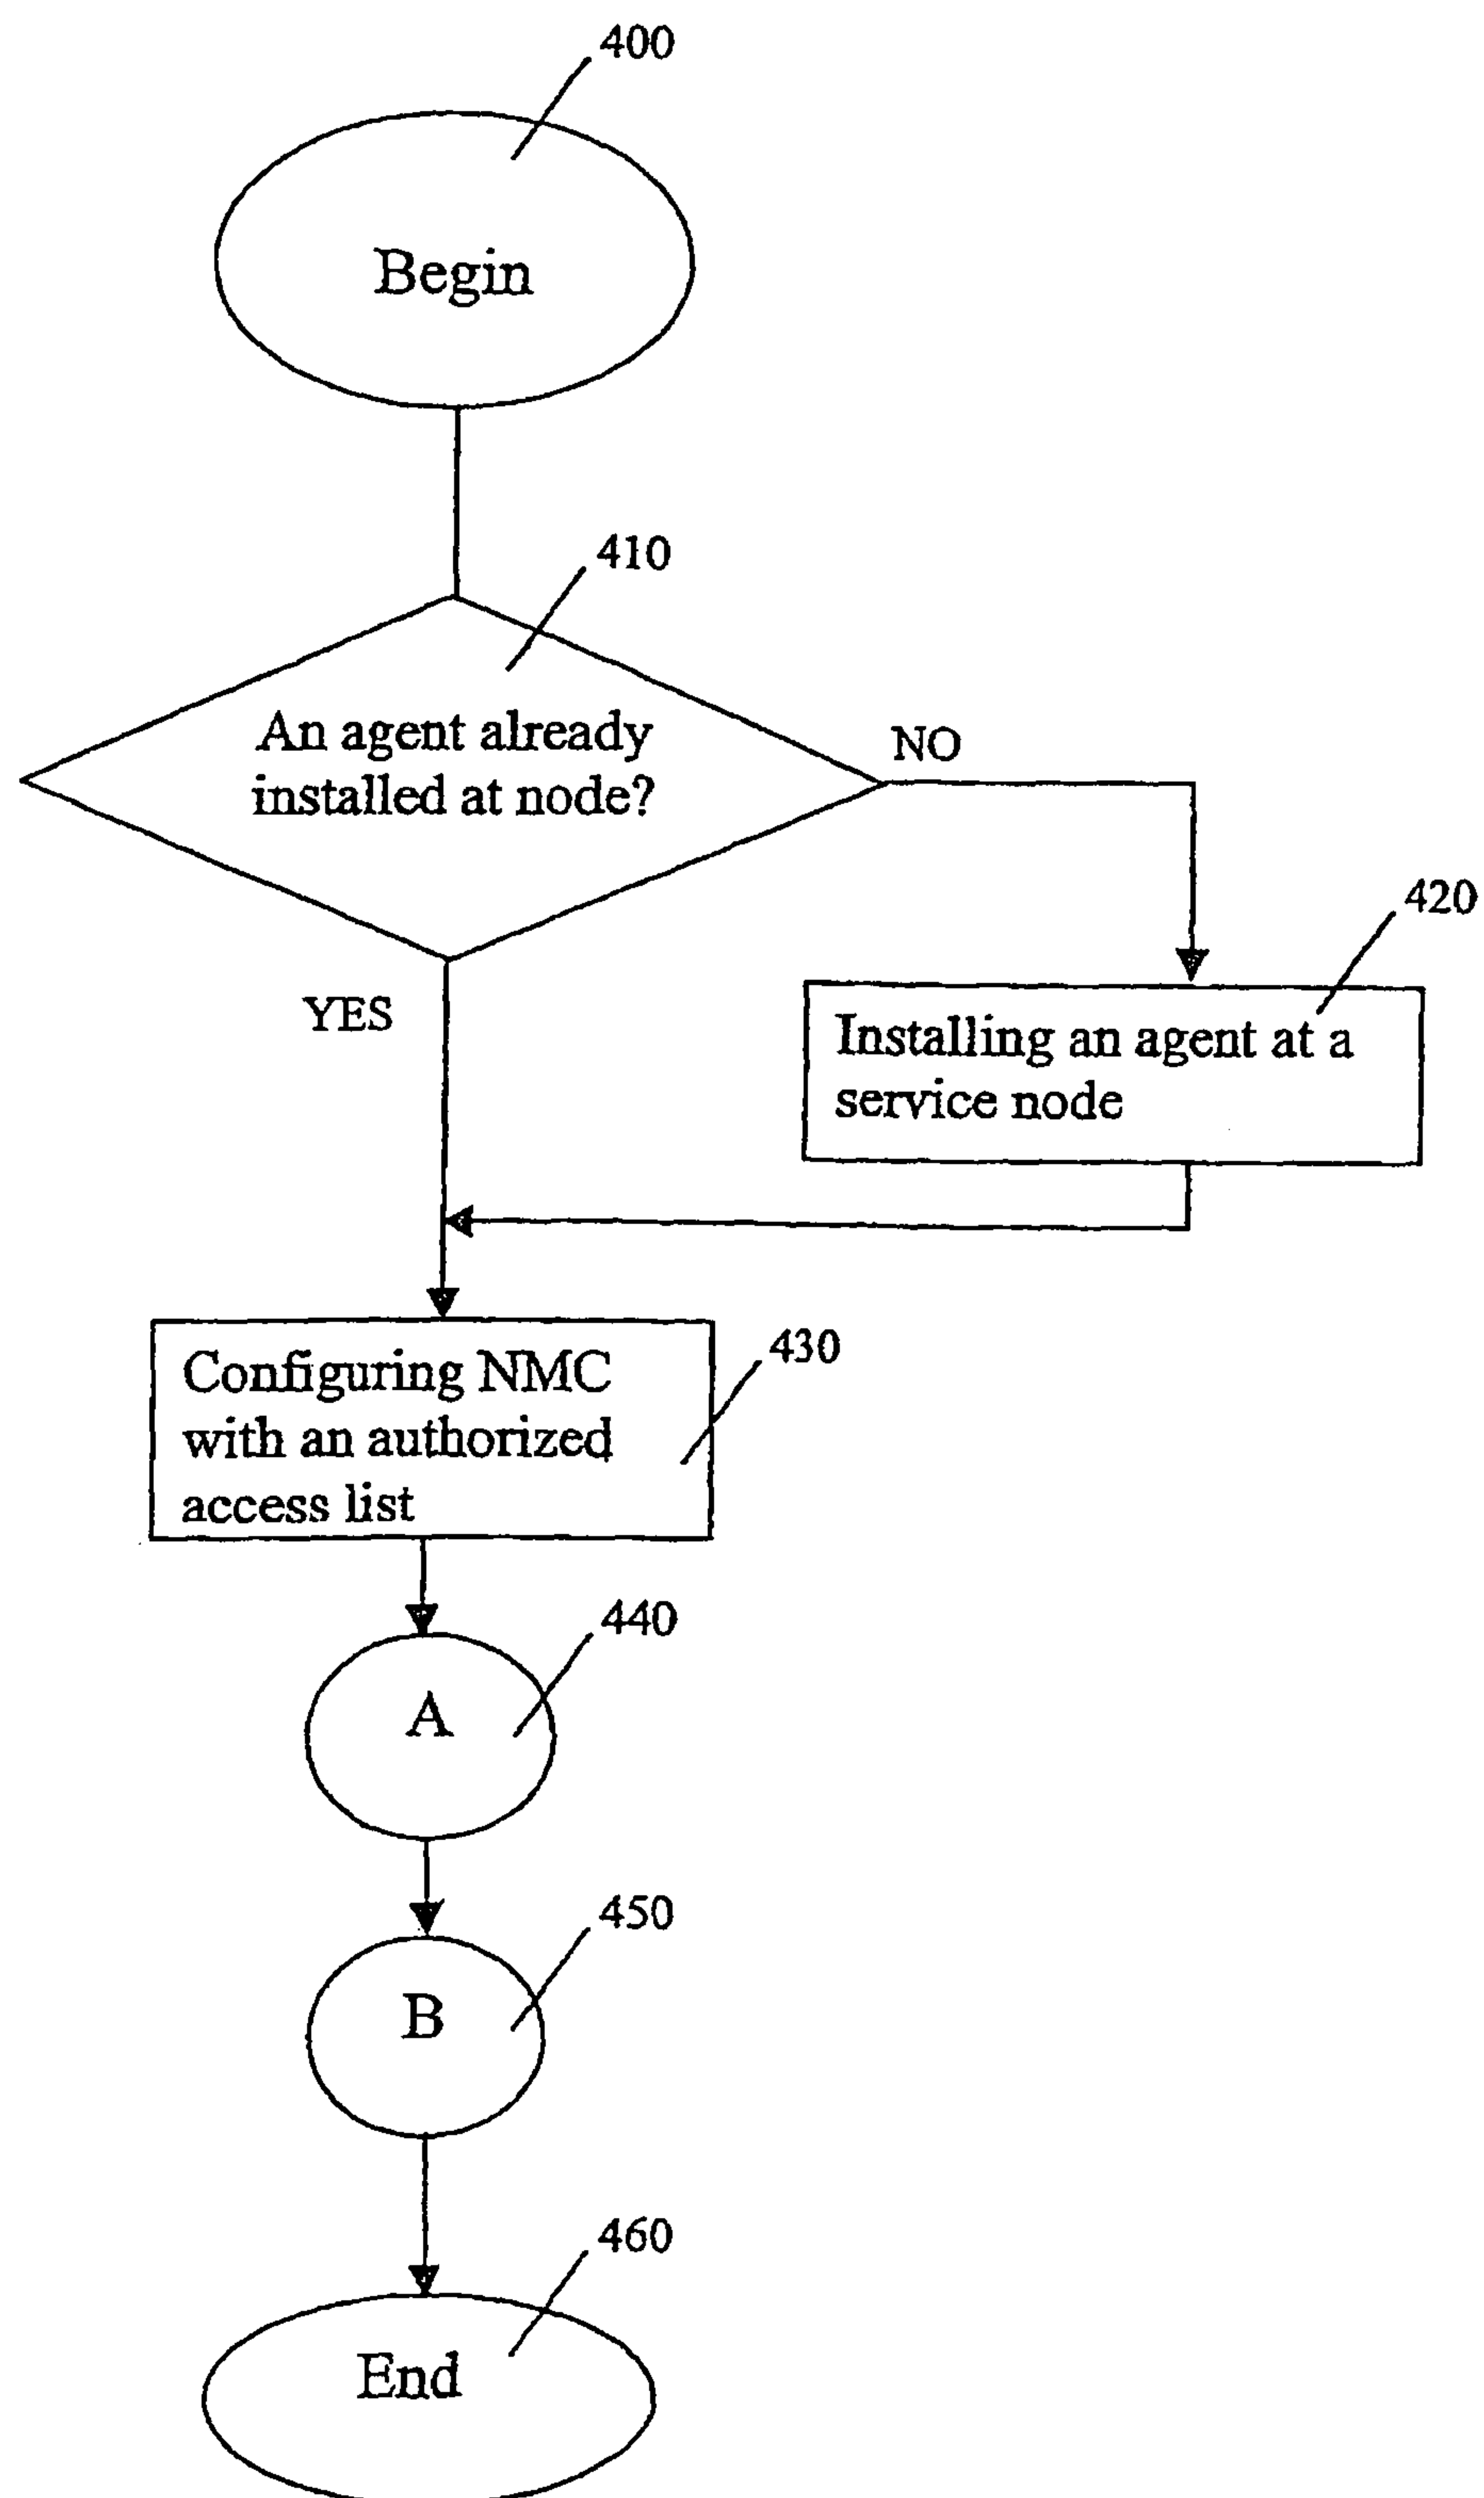 400
Begin
410
An agent already
installed at node?
NO
420
YES
Installing an agent at a
service node
430
Configuring NMC
with an authorized
access list
440
A
450
B
460
End